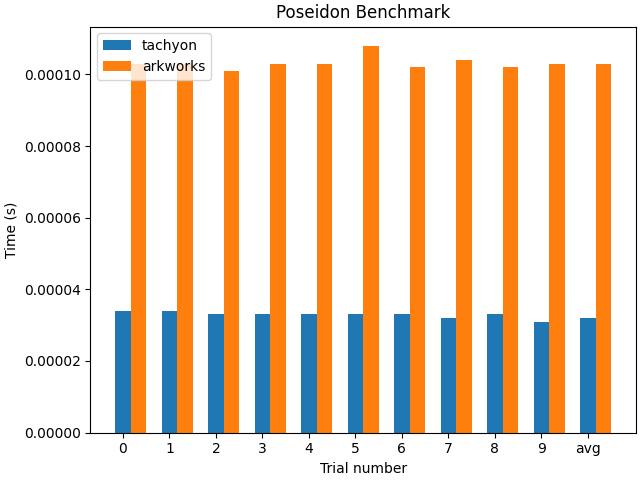 Poseidon Benchmark
tachyon
arkworks
0.00010
0.00008
0.00006
0.00004
0.00002
0.00000
Time (s)
0 1 2 3 4 5 6 7 8 9 avg
Trial number